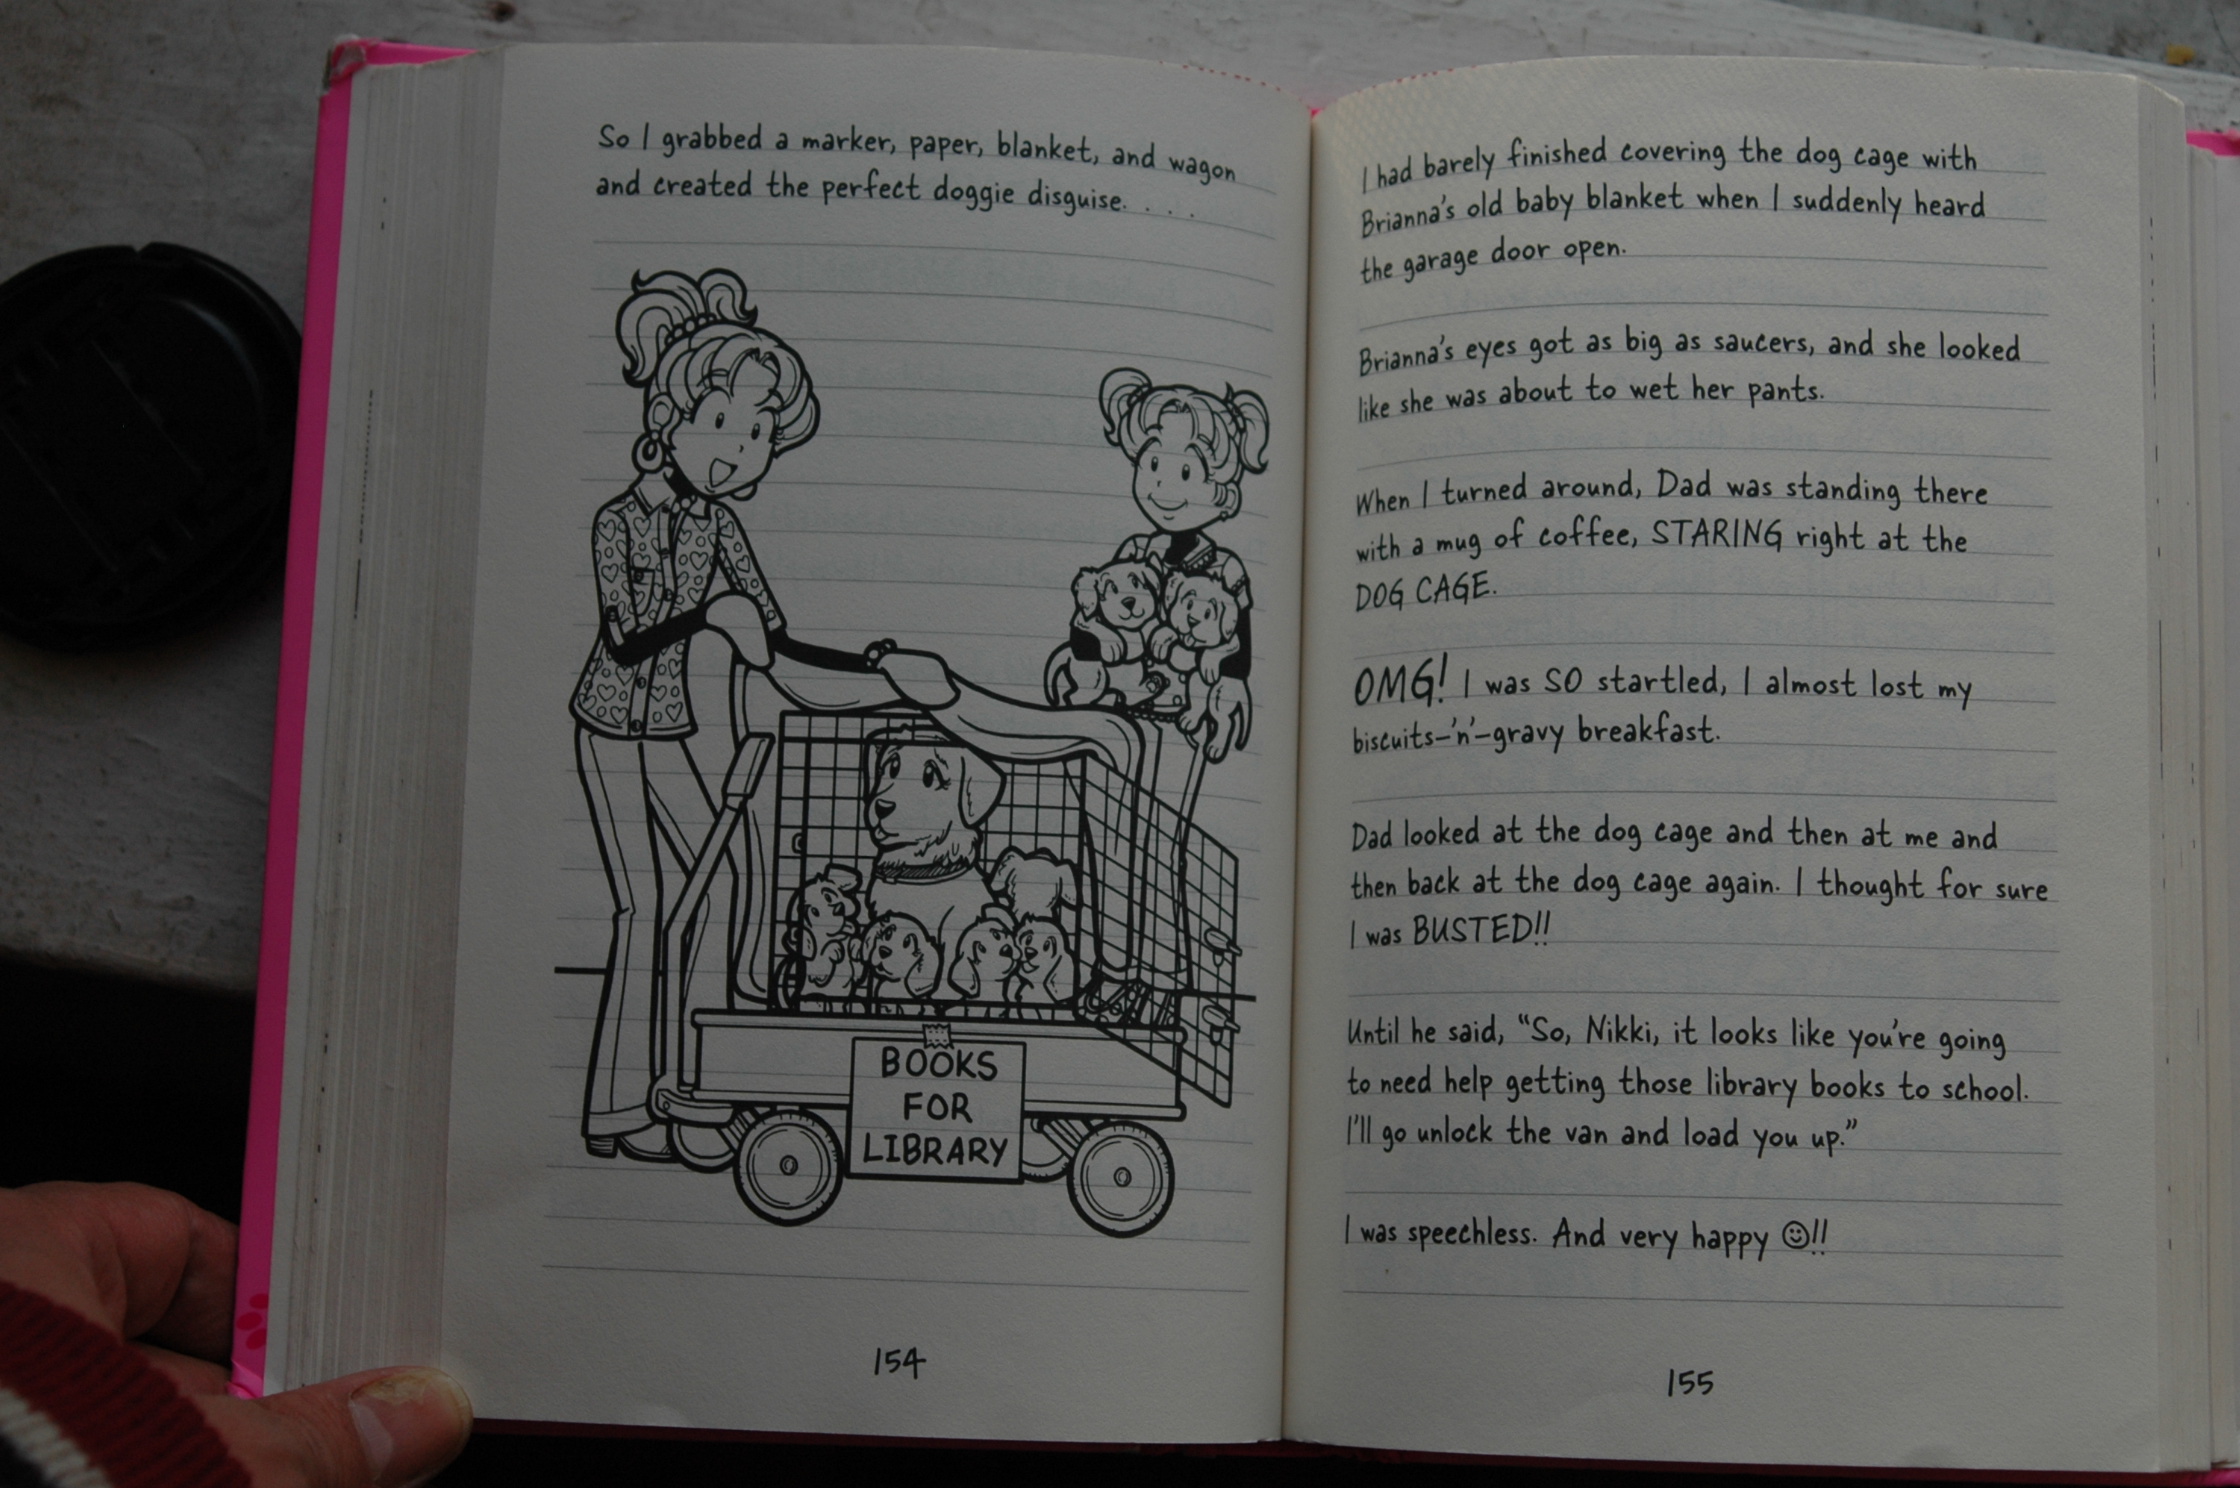 So I grabbed a marker, paper, blanket, and wagon
and created the perfect doggie disguise. . . .
BOOKS
FOR
LIBRARY
154
I had barely finished covering the dog cage with
Brianna's old baby blanket when I suddenly heard
the garage door open.
Brianna's eyes got as big as saucers, and she looked
like she was about to wet her pants.
When I turned around, Dad was standing there
with a mug of coffee, STARING right at the
DOG CAGE.
OMG! I was SO startled, I almost lost my
biscuits-'n'-gravy breakfast.
Dad looked at the dog cage and then at me and
then back at the dog cage again. I thought for sure
I was BUSTED!!
Until he said, "So, Nikki, it looks like you're going
to need help getting those library books to school.
I'll go unlock the van and load you up."
I was speechless. And very happy ☺!!
155